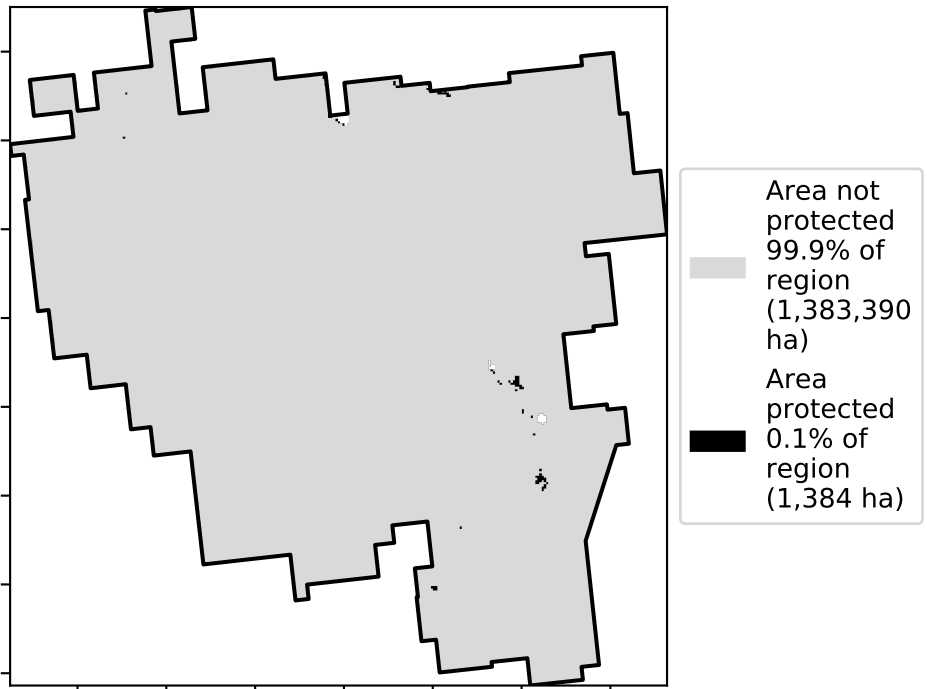 Area not
protected
99.9% of
region
(1,383,390
ha)
Area
protected
0.1% of
region
(1,384 ha)